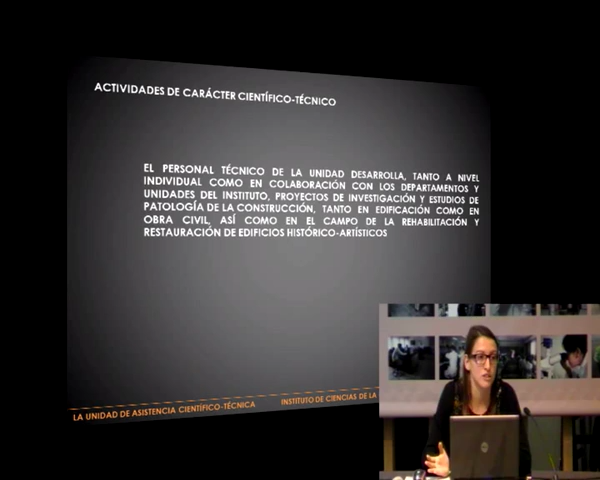 ACTIVIDADES DE CARÁCTER CIENTÍFICO-TÉCNICO
EL PERSONAL TÉCNICO DE LA UNIDAD DESARROLLA, TANTO A NIVEL
INDIVIDUAL COMO EN COLABORACIÓN CON LOS DEPARTAMENTOS Y
UNIDADES DEL INSTITUTO, PROYECTOS DE INVESTIGACIÓN Y ESTUDIOS DE
PATOLOGÍA DE LA CONSTRUCCIÓN, TANTO EN EDIFICACIÓN COMO EN
OBRA CIVIL, ASÍ COMO EN EL CAMPO DE LA REHABILITACIÓN Y
RESTAURACIÓN DE EDIFICIOS HISTÓRICO-ARTÍSTICOS
LA UNIDAD DE ASISTENCIA CIENTÍFICO-TÉCNICA INSTITUTO DE CIENCIAS DE LA